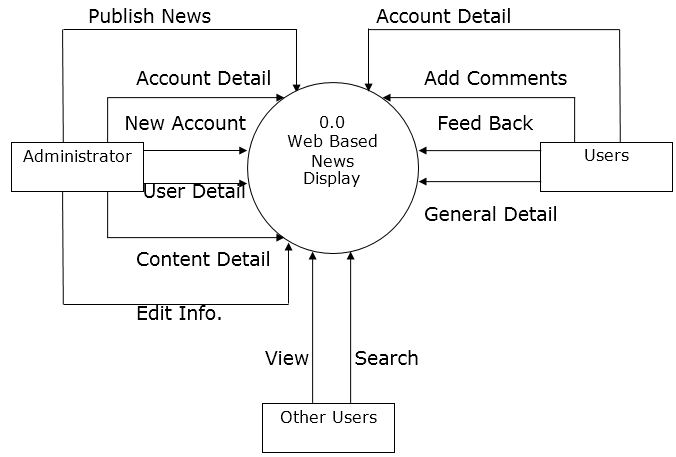 Publish News
Account Detail
Account Detail
Add Comments
New Account
0.0
Web Based
News
Display
Feed Back
Administrator
Users
User Detail
General Detail
Content Detail
Edit Info.
View
Search
Other Users